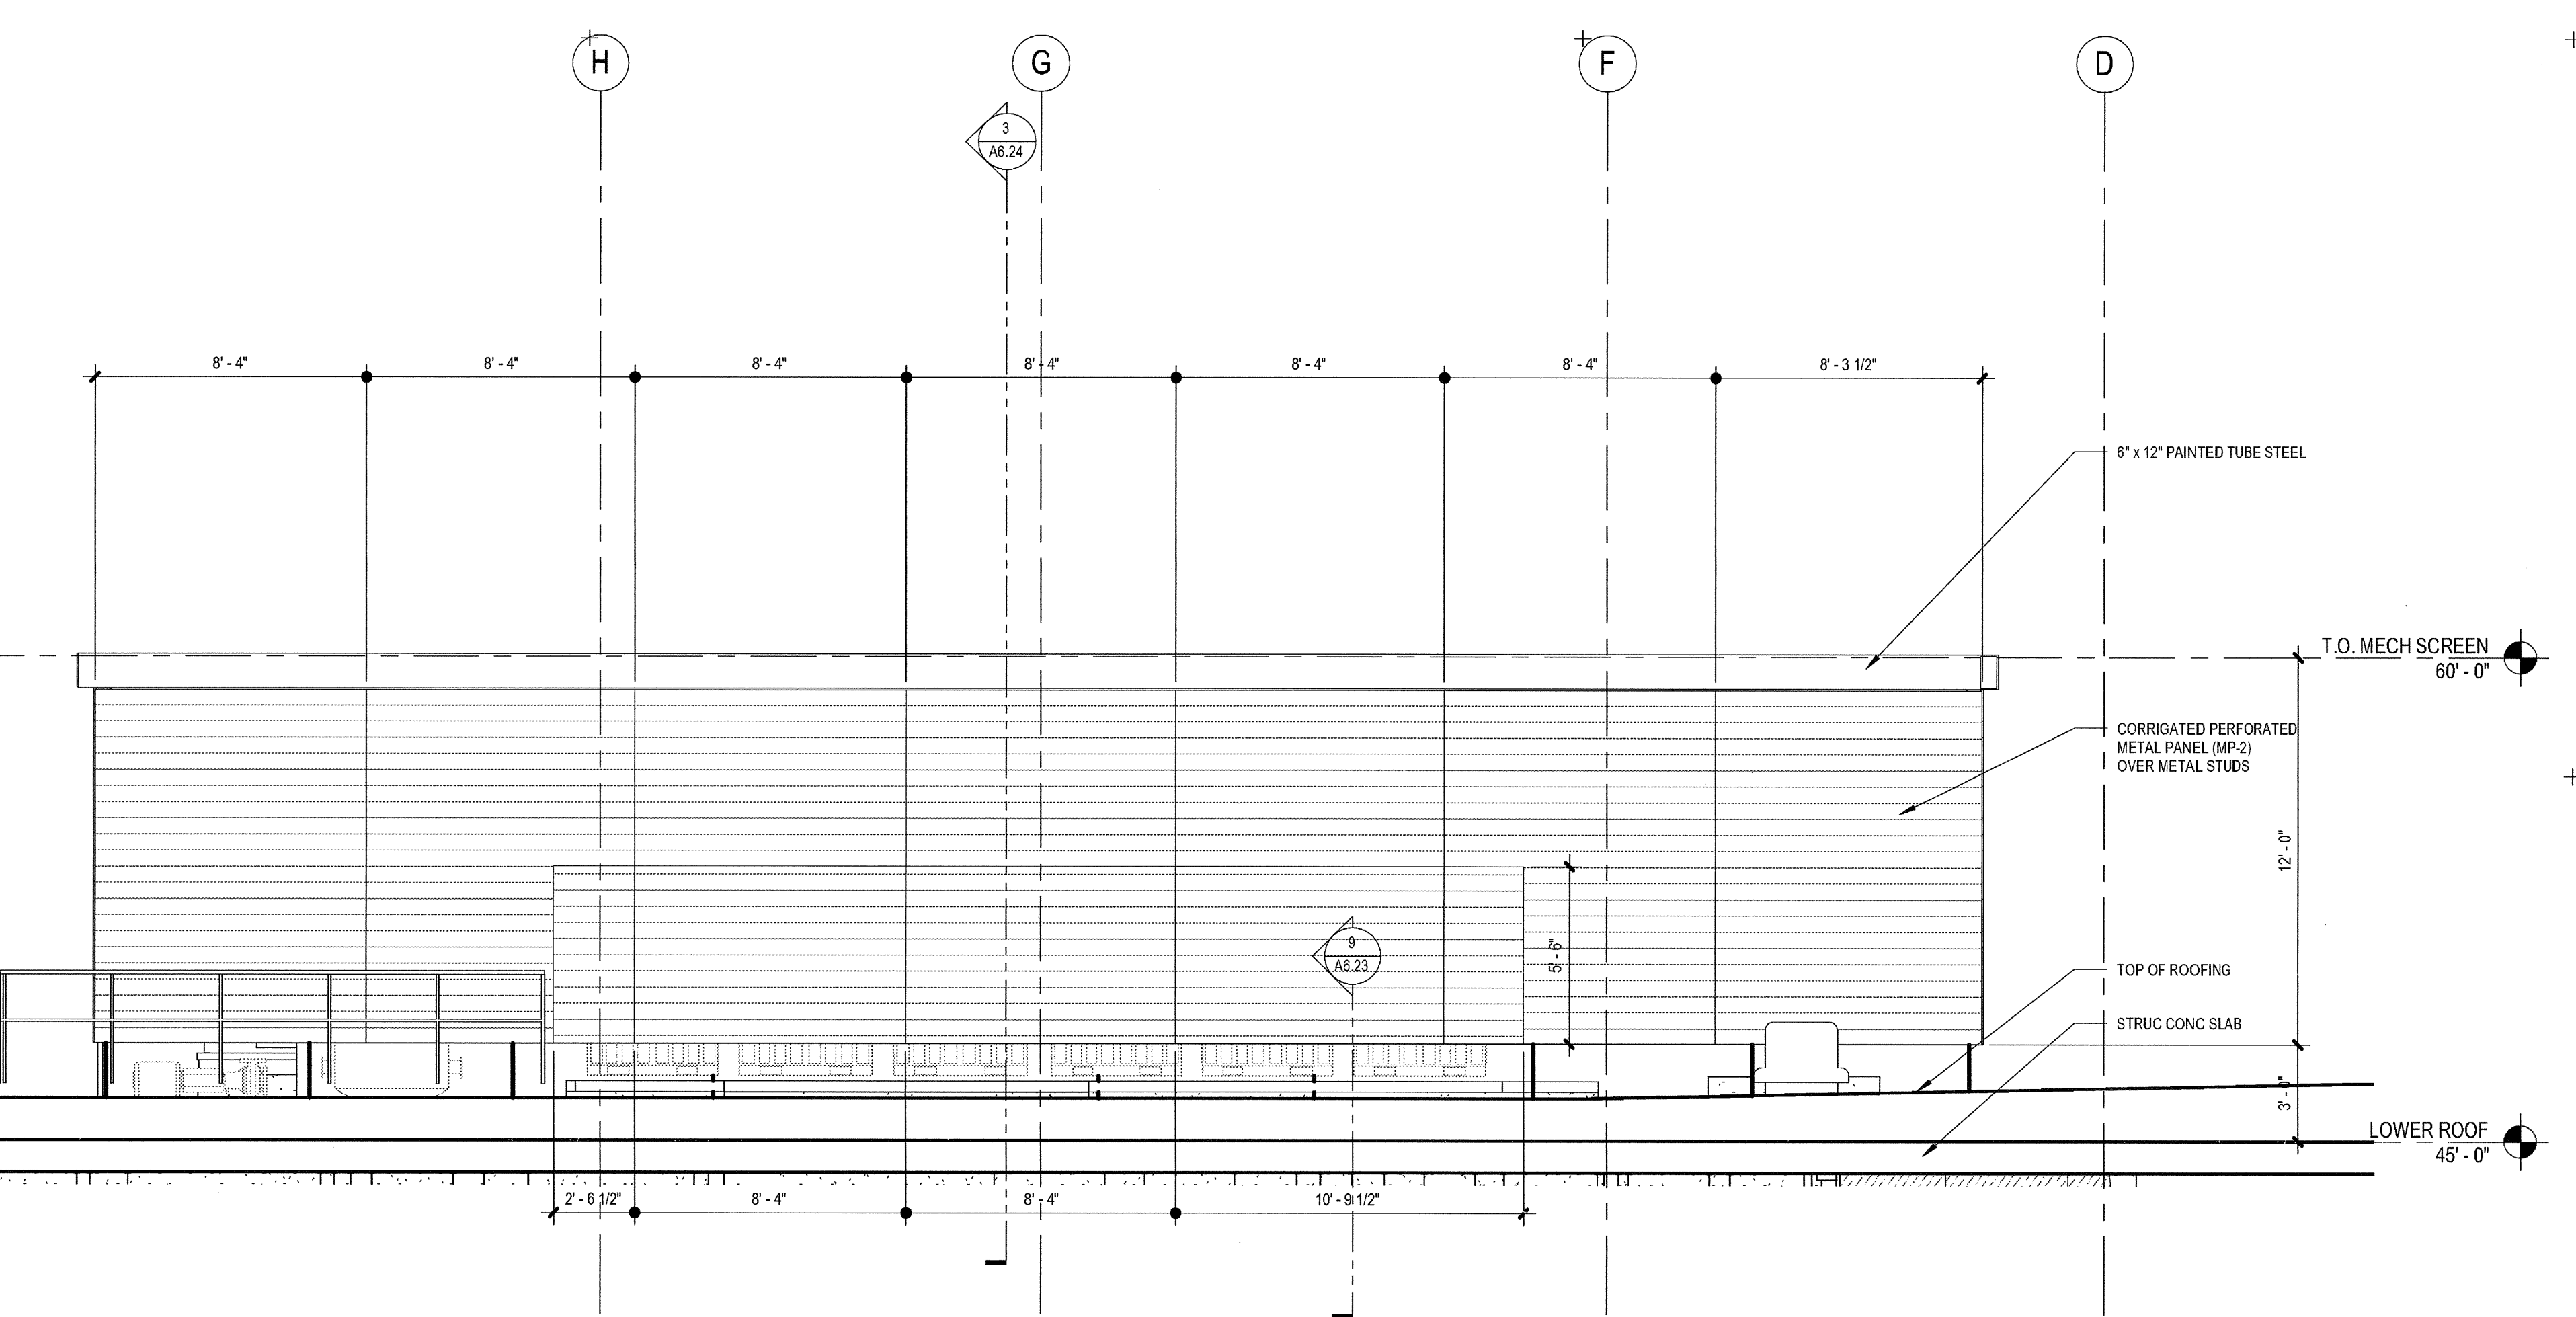 H G F D
3
A6.24
8' - 4" 8' - 4" 8' - 4" 8' - 4" 8' - 4" 8' - 4" 8' - 3 1/2"
6" x 12" PAINTED TUBE STEEL
T.O. MECH SCREEN
60' - 0"
CORRIGATED PERFORATED
METAL PANEL (MP-2)
OVER METAL STUDS
12' - 0"
5' - 6"
9
A6.23
TOP OF ROOFING
STRUC CONC SLAB
3' - 0"
LOWER ROOF
45' - 0"
2' - 6 1/2" 8' - 4" 8' - 4" 10' - 9 1/2"